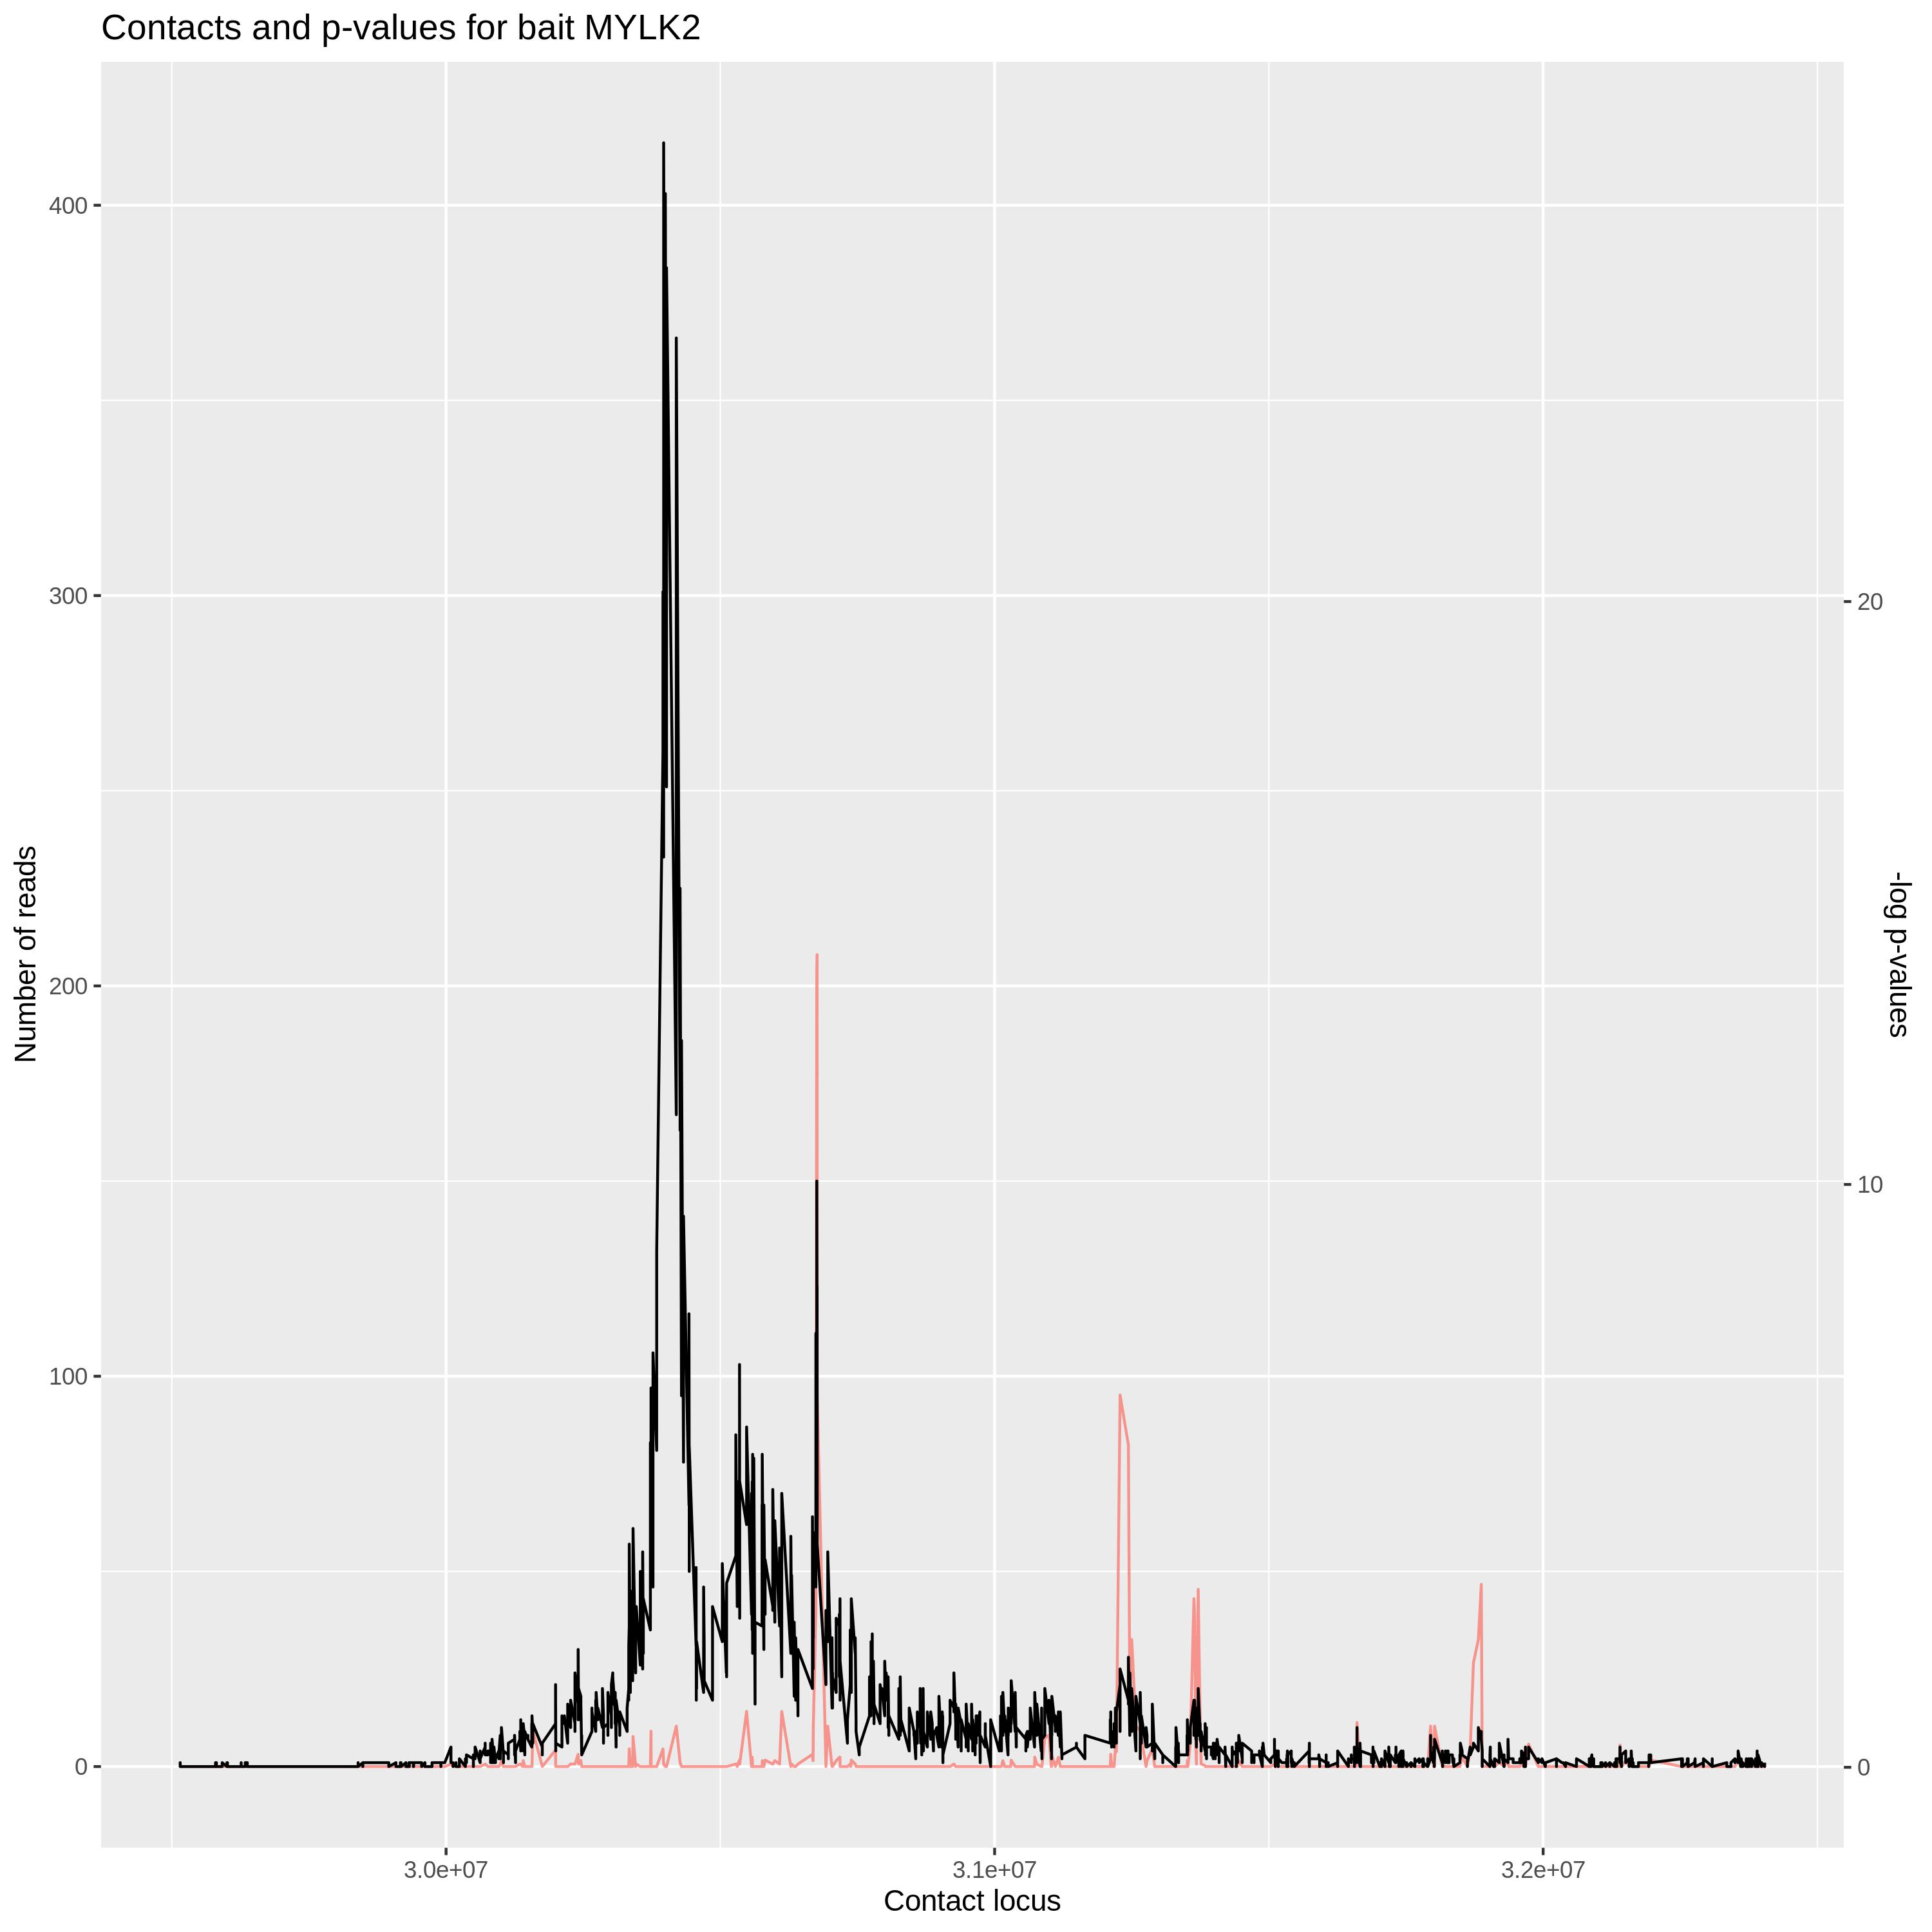 Contacts and p-values for bait MYLK2
400
300
200
100
0
Number of reads
20
10
0
-log p-values
3.0e+07
3.1e+07
3.2e+07
Contact locus